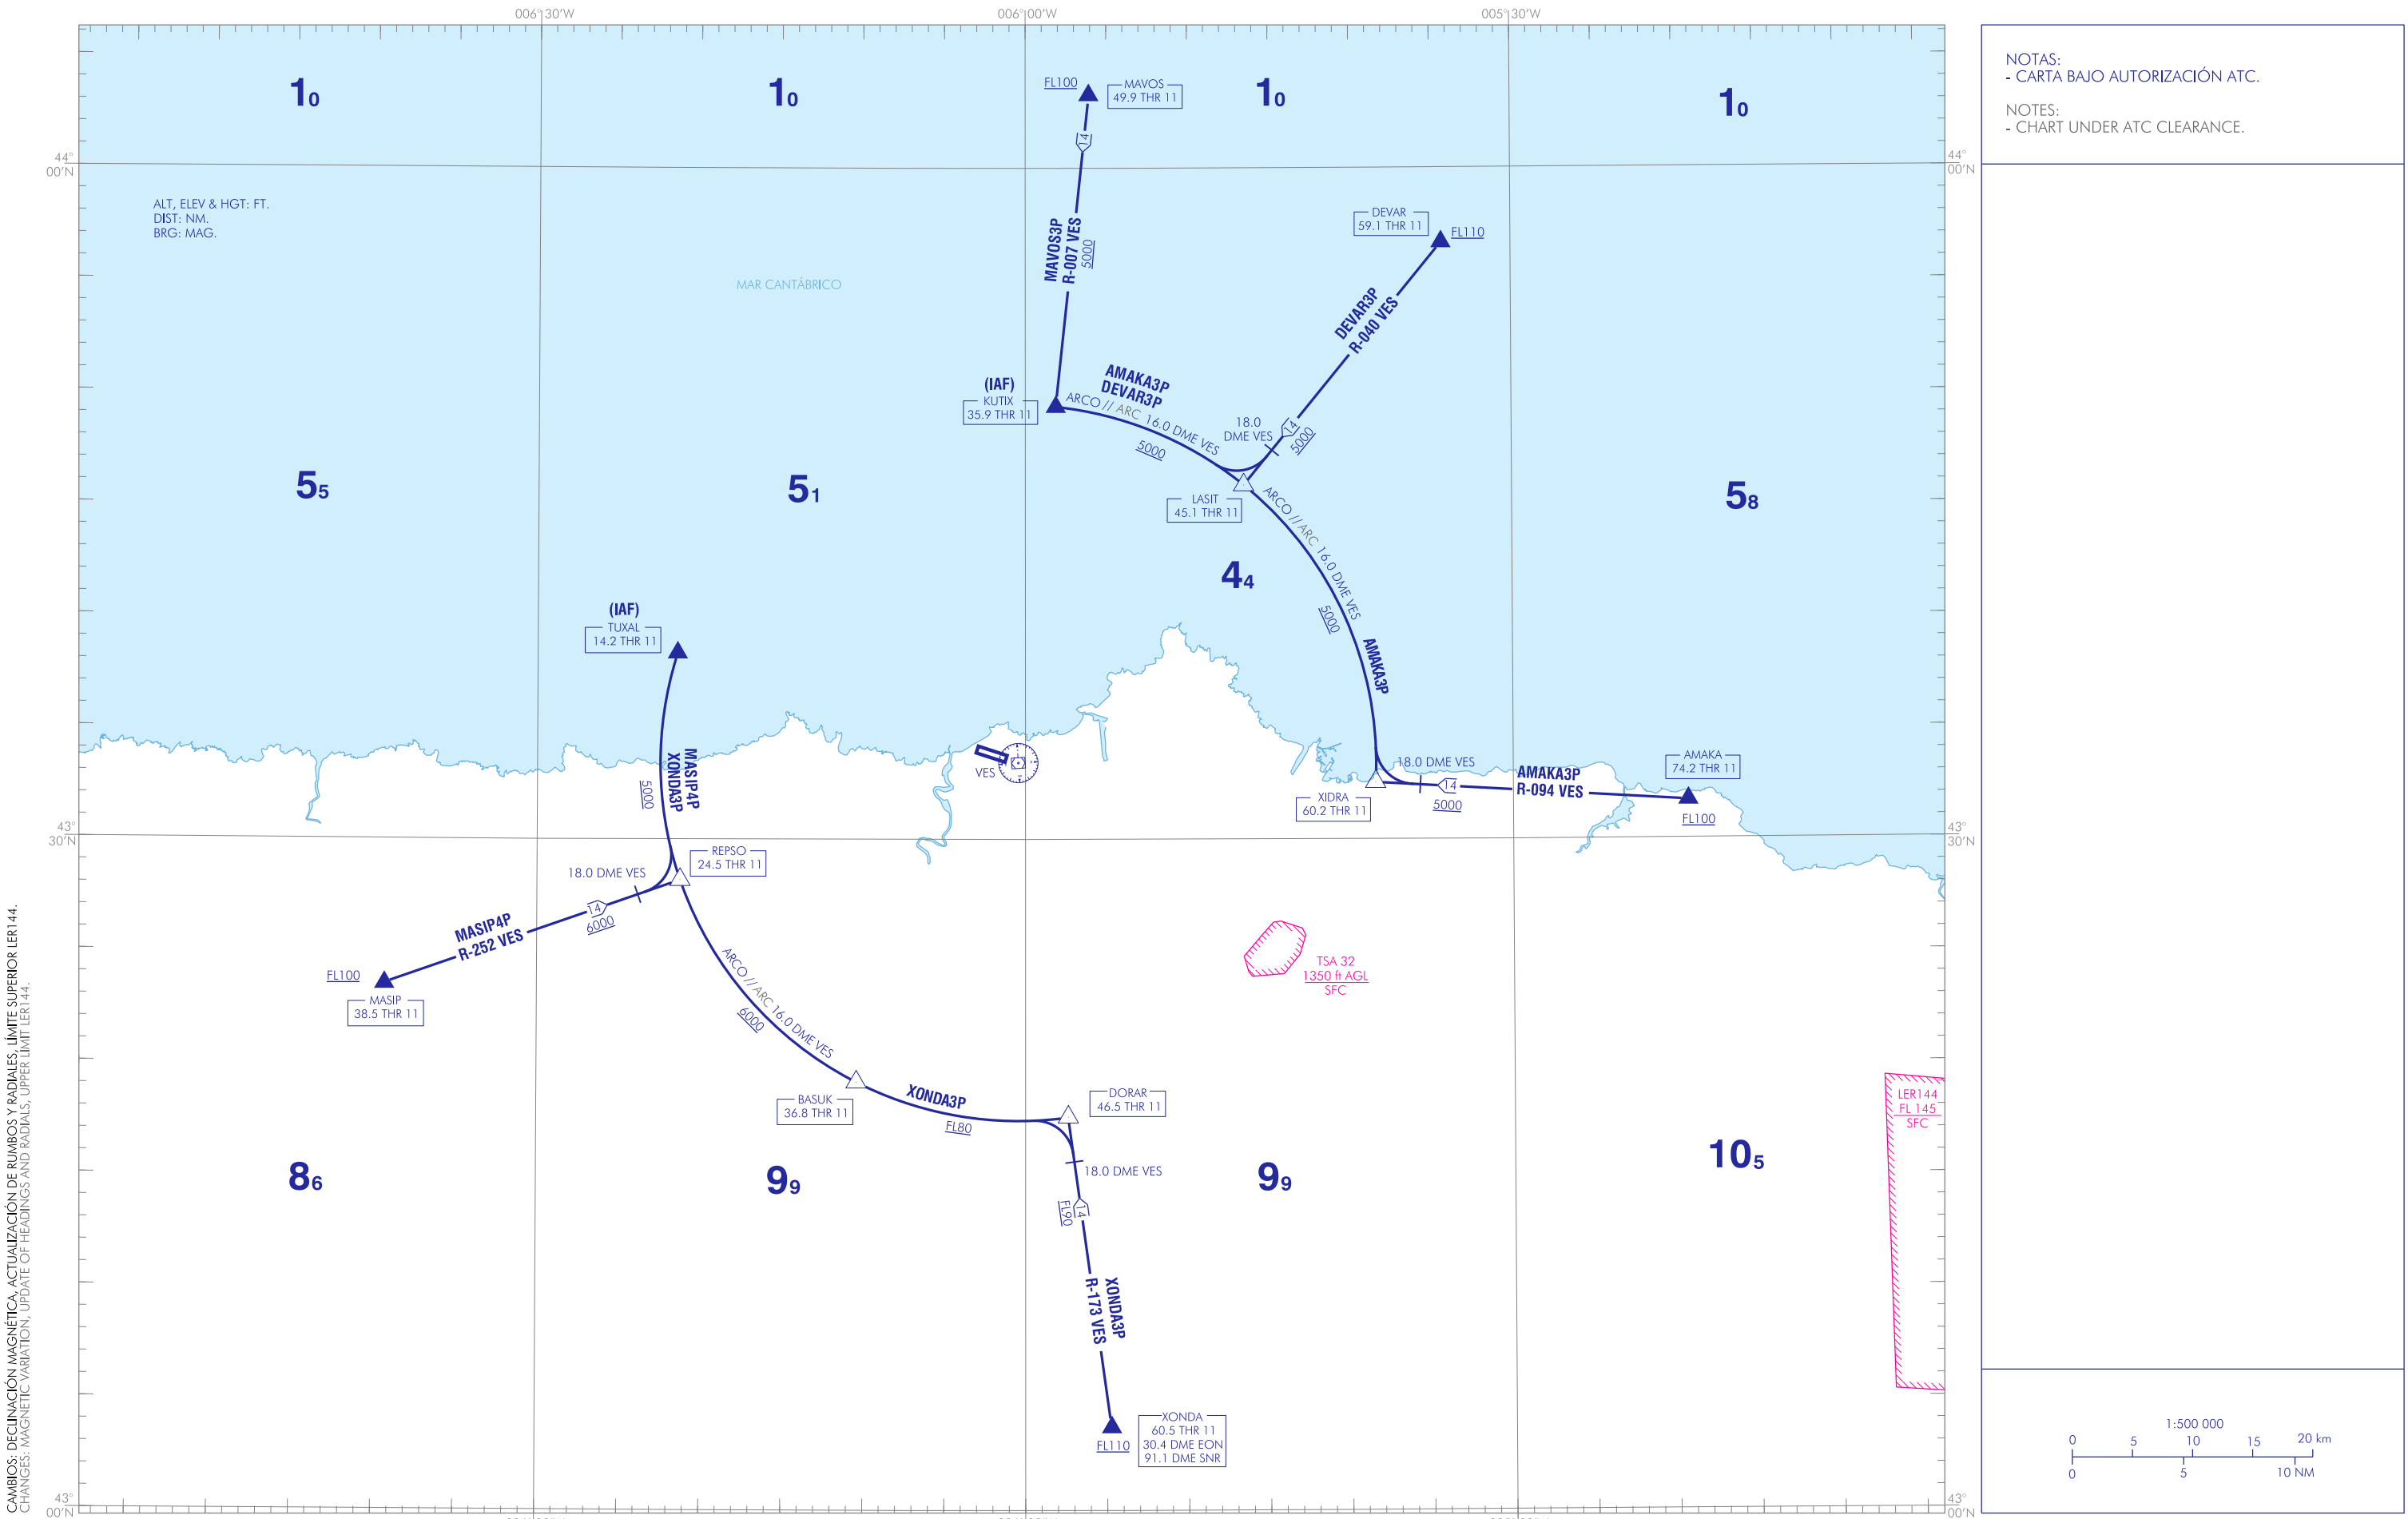 006°30'W
006°00'W
005°30'W
NOTAS:
- CARTA BAJO AUTORIZACIÓN ATC.
NOTES:
- CHART UNDER ATC CLEARANCE.
10
10
10
10
FL100
MAVOS
49.9 THR 11
14
44°
00'N
44°
00'N
ALT, ELEV & HGT: FT.
DIST: NM.
BRG: MAG.
MAVOS3P
R-007 VES
5000
DEVAR
59.1 THR 11
FL110
MAR CANTÁBRICO
DEVAR3P
R-040 VES
(IAF)
KUTIX
35.9 THR 11
AMAKA3P
DEVAR3P
ARCO // ARC 16.0 DME VES
5000
18.0
DME VES
14
5000
55
51
58
LASIT
45.1 THR 11
ARCO // ARC 16.0 DME VES
5000
44
AMAKA3P
(IAF)
TUXAL
14.2 THR 11
MASIP4P
XONDA3P
5000
VES
18.0 DME VES
14
5000
AMAKA3P
R-094 VES
AMAKA
74.2 THR 11
FL100
XIDRA
60.2 THR 11
43°
30'N
43°
30'N
REPSO
24.5 THR 11
18.0 DME VES
14
6000
MASIP4P
R-252 VES
FL100
MASIP
38.5 THR 11
ARCO // ARC 16.0 DME VES
6000
TSA 32
1350 ft AGL
SFC
BASUK
36.8 THR 11
XONDA3P
FL80
DORAR
46.5 THR 11
18.0 DME VES
FL90
14
LER144
FL 145
SFC
86
99
99
105
XONDA3P
R-173 VES
XONDA
60.5 THR 11
30.4 DME EON
91.1 DME SNR
FL110
1:500 000
0 5 10 15 20 km
0 5 10 NM
43°
00'N
43°
00'N
CAMBIOS: DECLINACIÓN MAGNÉTICA, ACTUALIZACIÓN DE RUMBOS Y RADIALES, LÍMITE SUPERIOR LER144.
CHANGES: MAGNETIC VARIATION, UPDATE OF HEADINGS AND RADIALS, UPPER LIMIT LER144.